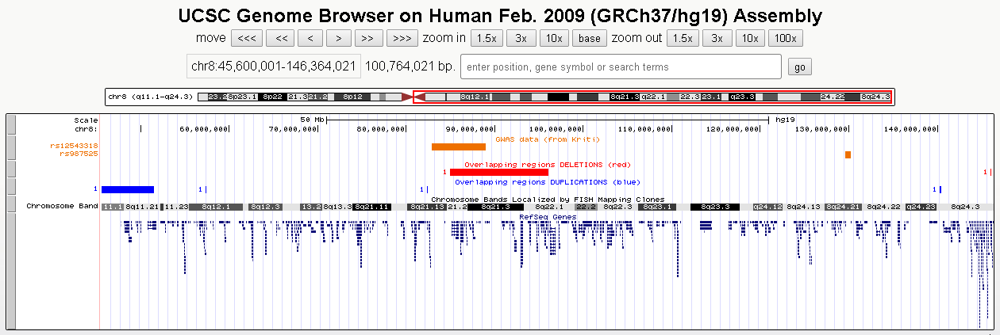 UCSC Genome Browser on Human Feb. 2009 (GRCh37/hg19) Assembly
move <<< << < > >> >>> zoom in 1.5x 3x 10x base zoom out 1.5x 3x 10x 100x
chr8:45,600,001-146,364,021 100,764,021 bp. enter position, gene symbol or search terms go
chr8 (q11.1-q24.3) 23.2 8p23.1 8p22 21.3 21.2 8p12 8q12.1 8q21.3 q22.1 22.3 23.1 q23.3 24.22 8q24.3
Scale 50 Mb hg19
chr8: 60,000,000 70,000,000 80,000,000 90,000,000 100,000,000 110,000,000 120,000,000 130,000,000 140,000,000
GWAS data (from Kriti)
rs12543318
rs987525
Overlapping regions DELETIONS (red)
1 1
Overlapping regions DUPLICATIONS (blue)
1 1 1 1
Chromosome Bands Localized by FISH Mapping Clones
Chromosome Band 11.1 8q11.21 11.23 8q12.1 8q12.3 13.2 8q13.3 8q21.11 8q21.13 21.2 8q21.3 8q22.1 22.2 8q22.3 8q23.1 8q23.3 q24.12 8q24.13 8q24.21 8q24.22 q24.23 8q24.3
RefSeq Genes